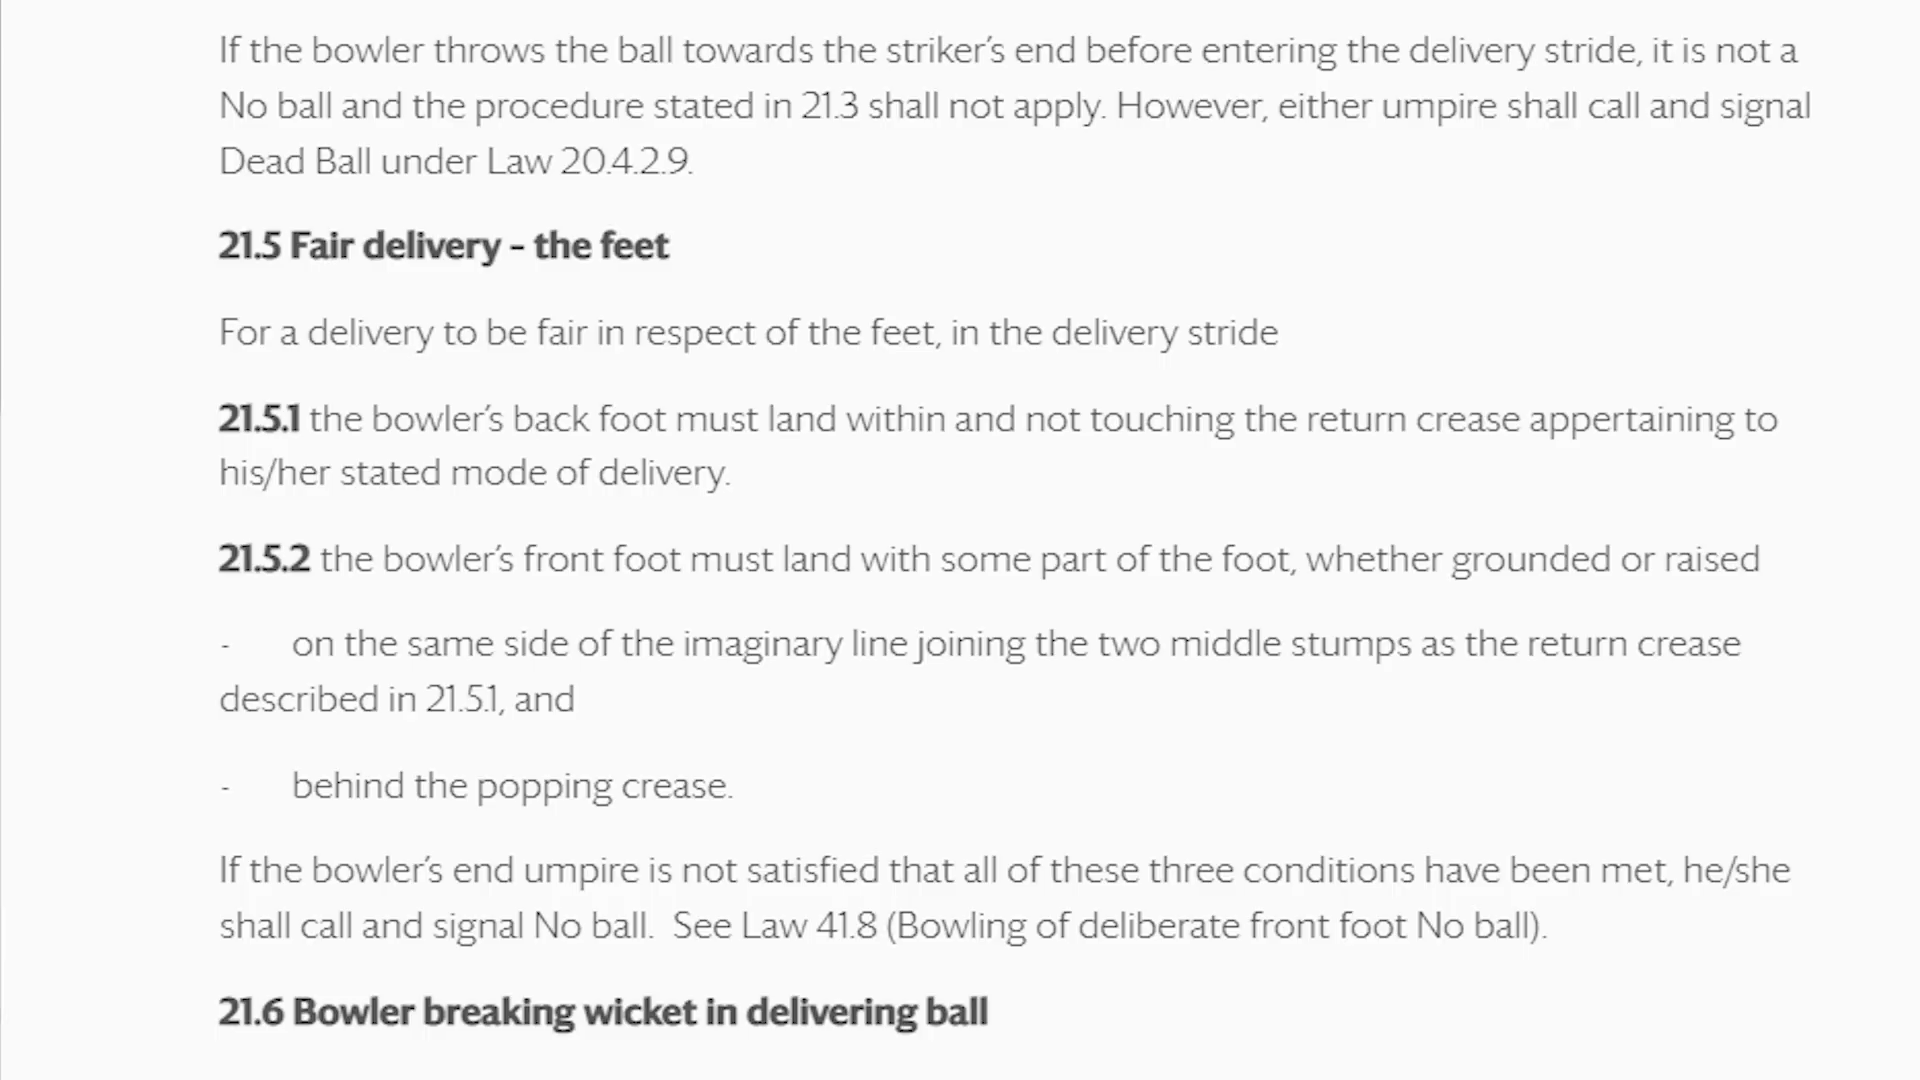 If the bowler throws the ball towards the striker’s end before entering the delivery stride, it is not a
No ball and the procedure stated in 21.3 shall not apply. However, either umpire shall call and signal
Dead Ball under Law 20.4.2.9.
21.5 Fair delivery – the feet
For a delivery to be fair in respect of the feet, in the delivery stride
21.5.1 the bowler’s back foot must land within and not touching the return crease appertaining to
his/her stated mode of delivery.
21.5.2 the bowler’s front foot must land with some part of the foot, whether grounded or raised
- on the same side of the imaginary line joining the two middle stumps as the return crease
described in 21.5.1, and
- behind the popping crease.
If the bowler’s end umpire is not satisfied that all of these three conditions have been met, he/she
shall call and signal No ball.  See Law 41.8 (Bowling of deliberate front foot No ball).
21.6 Bowler breaking wicket in delivering ball